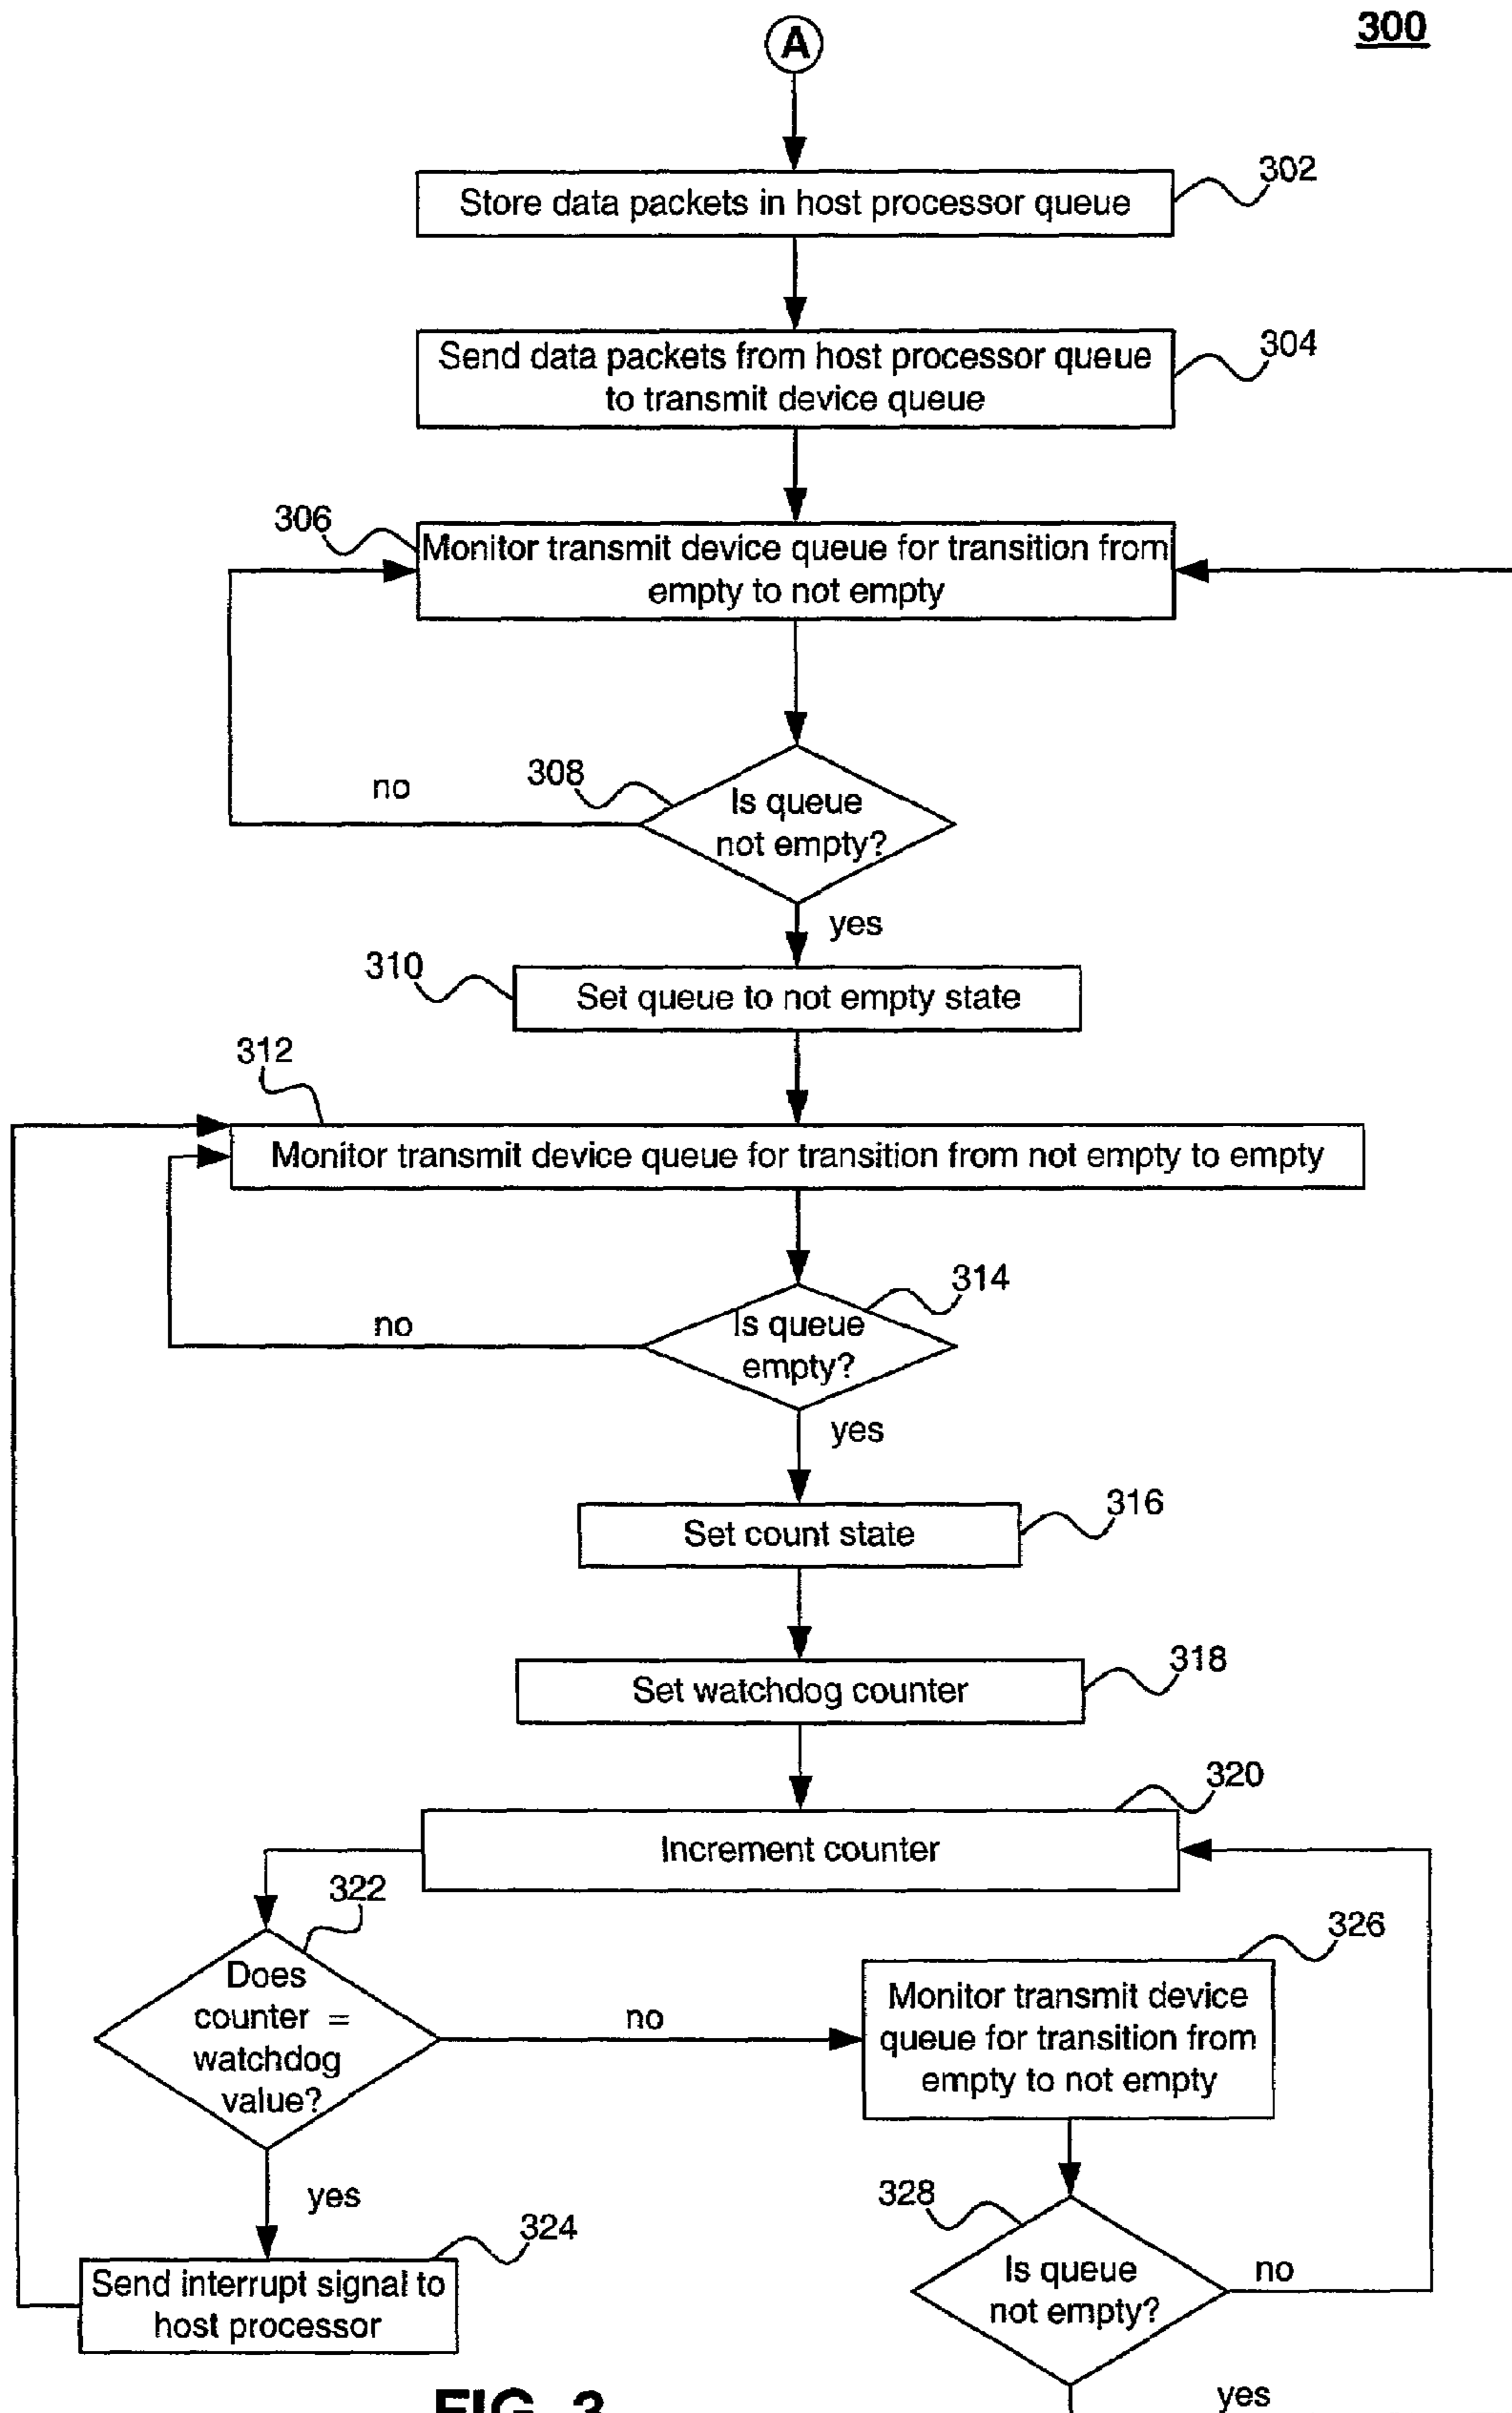 300
A
302
Store data packets in host processor queue
304
Send data packets from host processor queue
to transmit device queue
306
Monitor transmit device queue for transition from
empty to not empty
308
no
Is queue
not empty?
yes
310
Set queue to not empty state
312
Monitor transmit device queue for transition from not empty to empty
314
no
Is queue
empty?
yes
316
Set count state
318
Set watchdog counter
320
Increment counter
322
Does
counter =
watchdog
value?
no
326
Monitor transmit device
queue for transition from
empty to not empty
yes
328
Is queue
not empty?
no
324
Send interrupt signal to
host processor
yes
FIG. 3